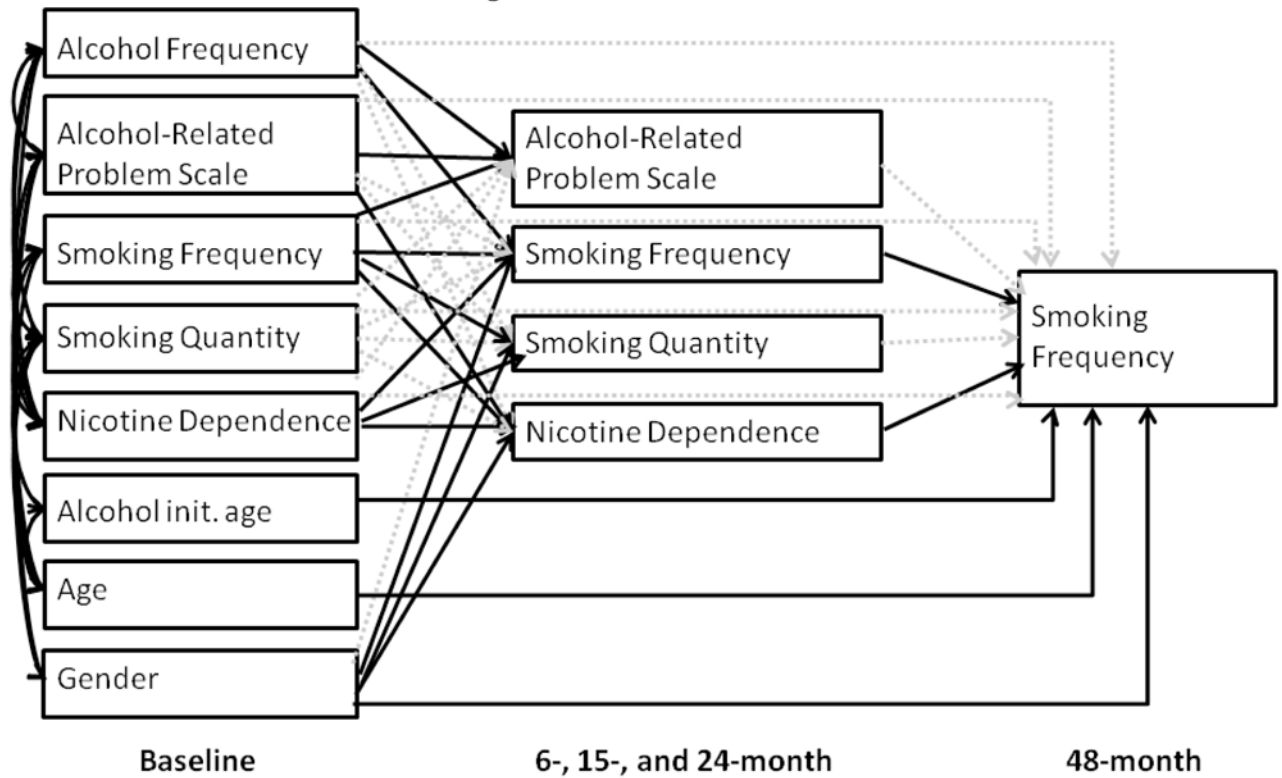 Alcohol Frequency
Alcohol-Related
Problem Scale
Smoking Frequency
Smoking Quantity
Nicotine Dependence
Alcohol init. age
Age
Gender
Alcohol-Related
Problem Scale
Smoking Frequency
Smoking Quantity
Nicotine Dependence
Smoking
Frequency
Baseline
6-, 15-, and 24-month
48-month